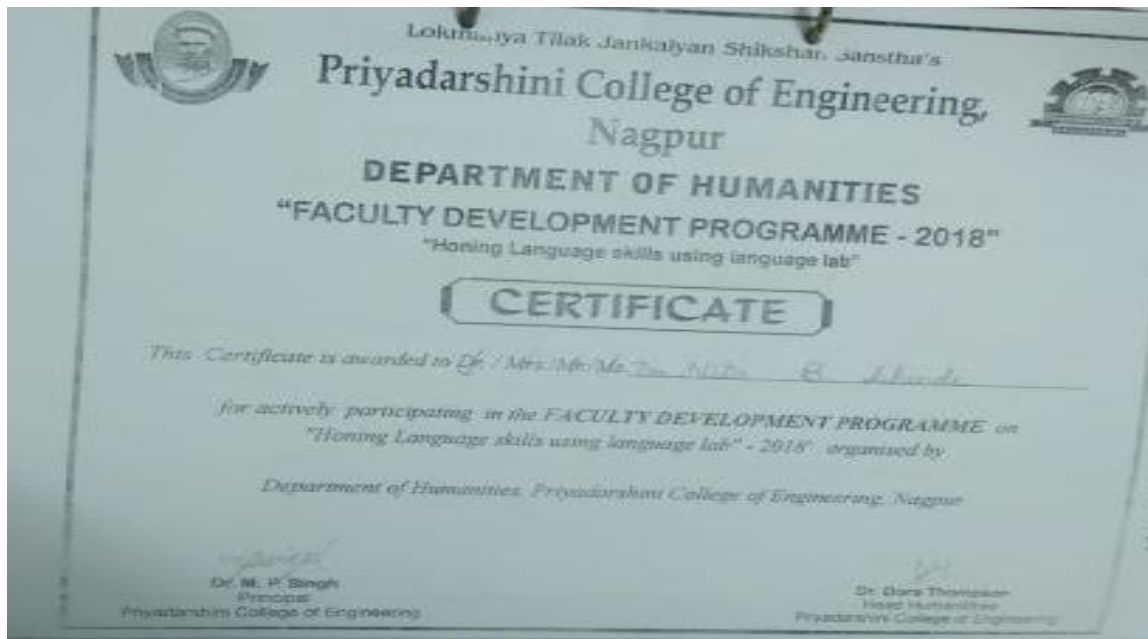 Lokmanya Tilak Jankalyan Shikshan Sanstha's
Priyadarshini College of Engineering,
Nagpur
DEPARTMENT OF HUMANITIES
"FACULTY DEVELOPMENT PROGRAMME - 2018"
"Honing Language skills using language lab"
CERTIFICATE
This Certificate is awarded to Dr. / Mrs./Mr./Ms. Dr. B.
for actively participating in the FACULTY DEVELOPMENT PROGRAMME on
"Honing Language skills using language lab" - 2018 organised by
Department of Humanities, Priyadarshini College of Engineering, Nagpur
Dr. M. P. Singh
Principal
Priyadarshini College of Engineering
Dr. Dora Thompson
Head Humanities
Priyadarshini College of Engineering